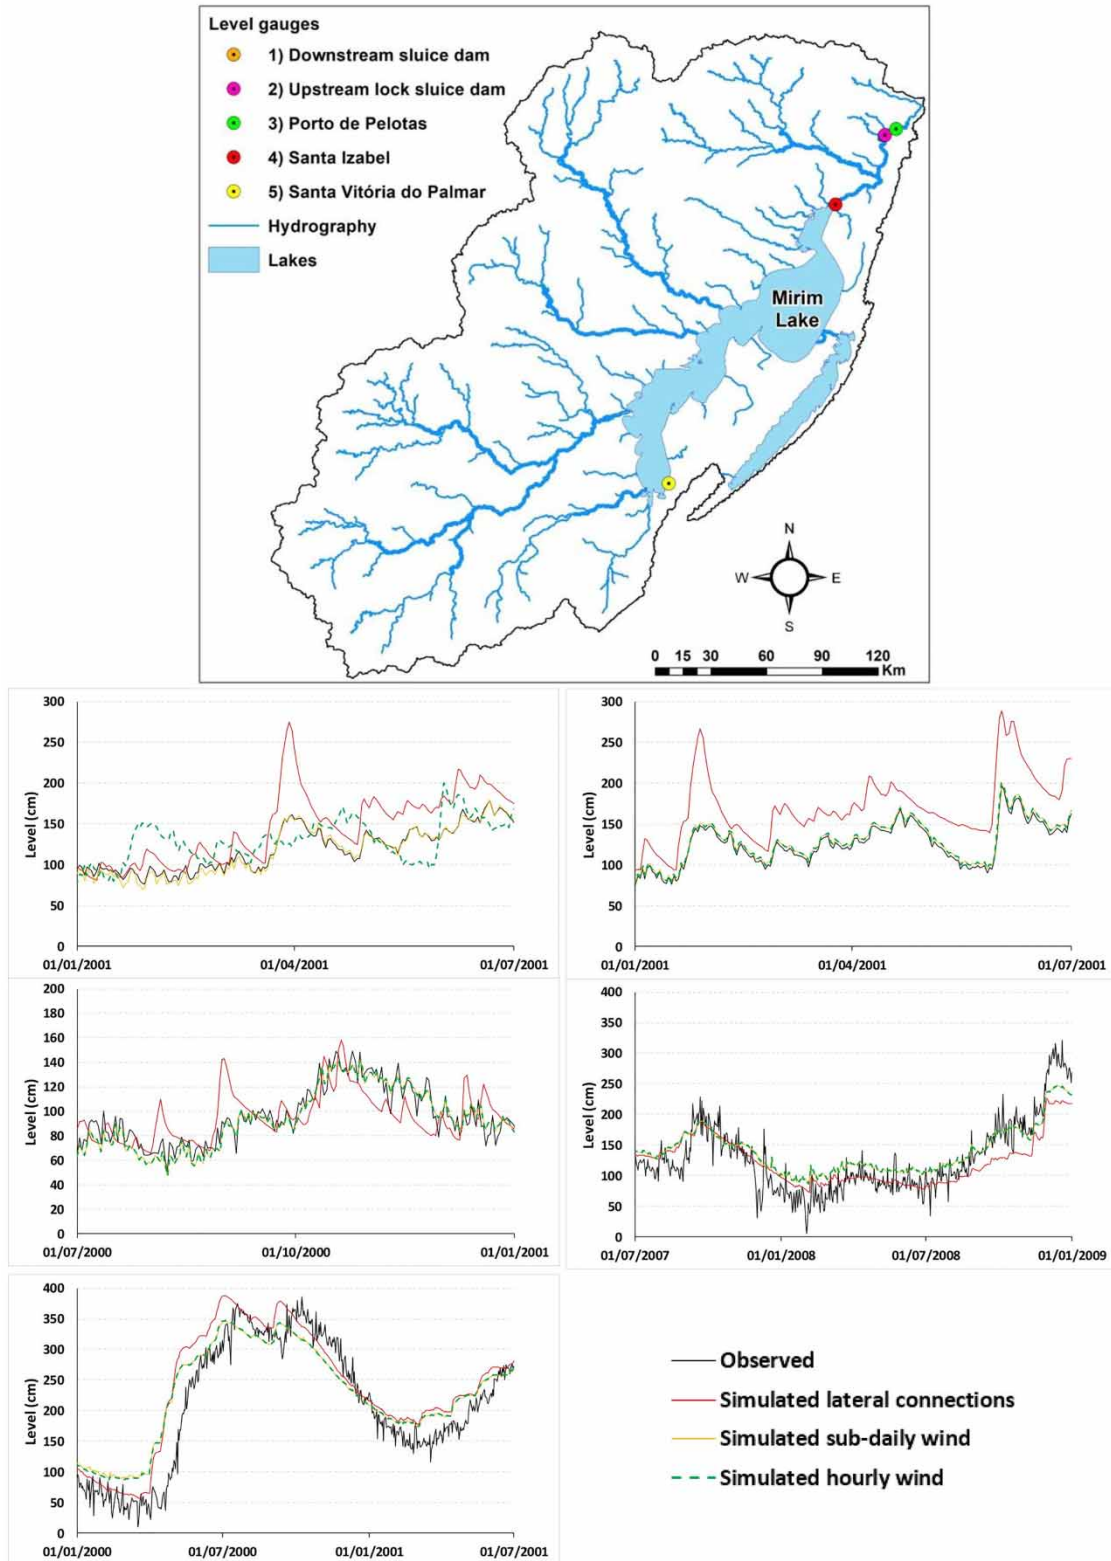 Level gauges
1) Downstream sluice dam
2) Upstream lock sluice dam
3) Porto de Pelotas
4) Santa Izabel
5) Santa Vitória do Palmar
Hydrography
Lakes
Mirim
Lake
N
W E
S
0 15 30 60 90 120
Km
300
250
200
150
100
50
0
Level (cm)
01/01/2001 01/04/2001 01/07/2001
300
250
200
150
100
50
0
Level (cm)
01/01/2001 01/04/2001 01/07/2001
200
180
160
140
120
100
80
60
40
20
0
Level (cm)
01/07/2000 01/10/2000 01/01/2001
400
350
300
250
200
150
100
50
0
Level (cm)
01/07/2007 01/01/2008 01/07/2008 01/01/2009
400
350
300
250
200
150
100
50
0
Level (cm)
01/01/2000 01/07/2000 01/01/2001 01/07/2001
Observed
Simulated lateral connections
Simulated sub-daily wind
Simulated hourly wind